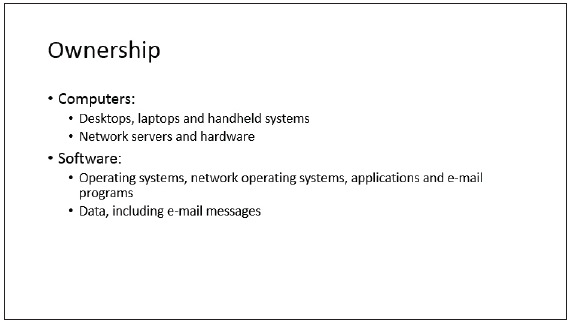 Ownership
• Computers:
• Desktops, laptops and handheld systems
• Network servers and hardware
• Software:
• Operating systems, network operating systems, applications and e-mail
programs
• Data, including e-mail messages